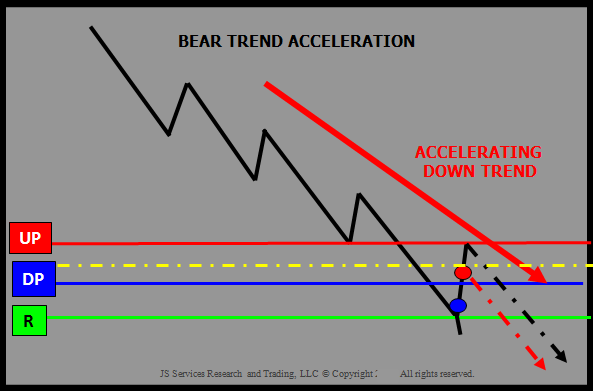 BEAR TREND ACCELERATION
ACCELERATING
DOWN TREND
UP
DP
R
JS Services Research and Trading, LLC © Copyright All rights reserved.